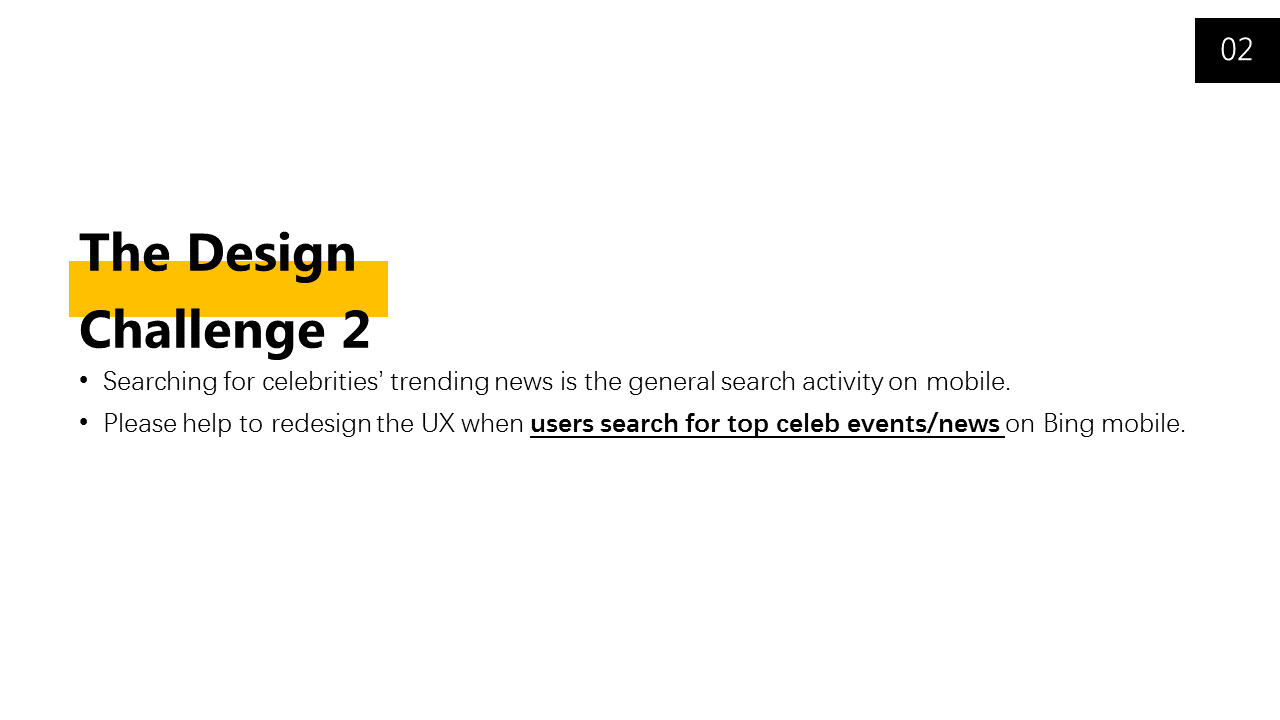 02
The Design
Challenge 2
• Searching for celebrities’ trending news is the general search activity on mobile.
• Please help to redesign the UX when users search for top celeb events/news on Bing mobile.